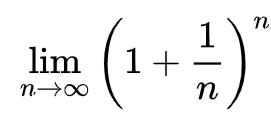 lim_{n→∞} (1 + 1/n)^n